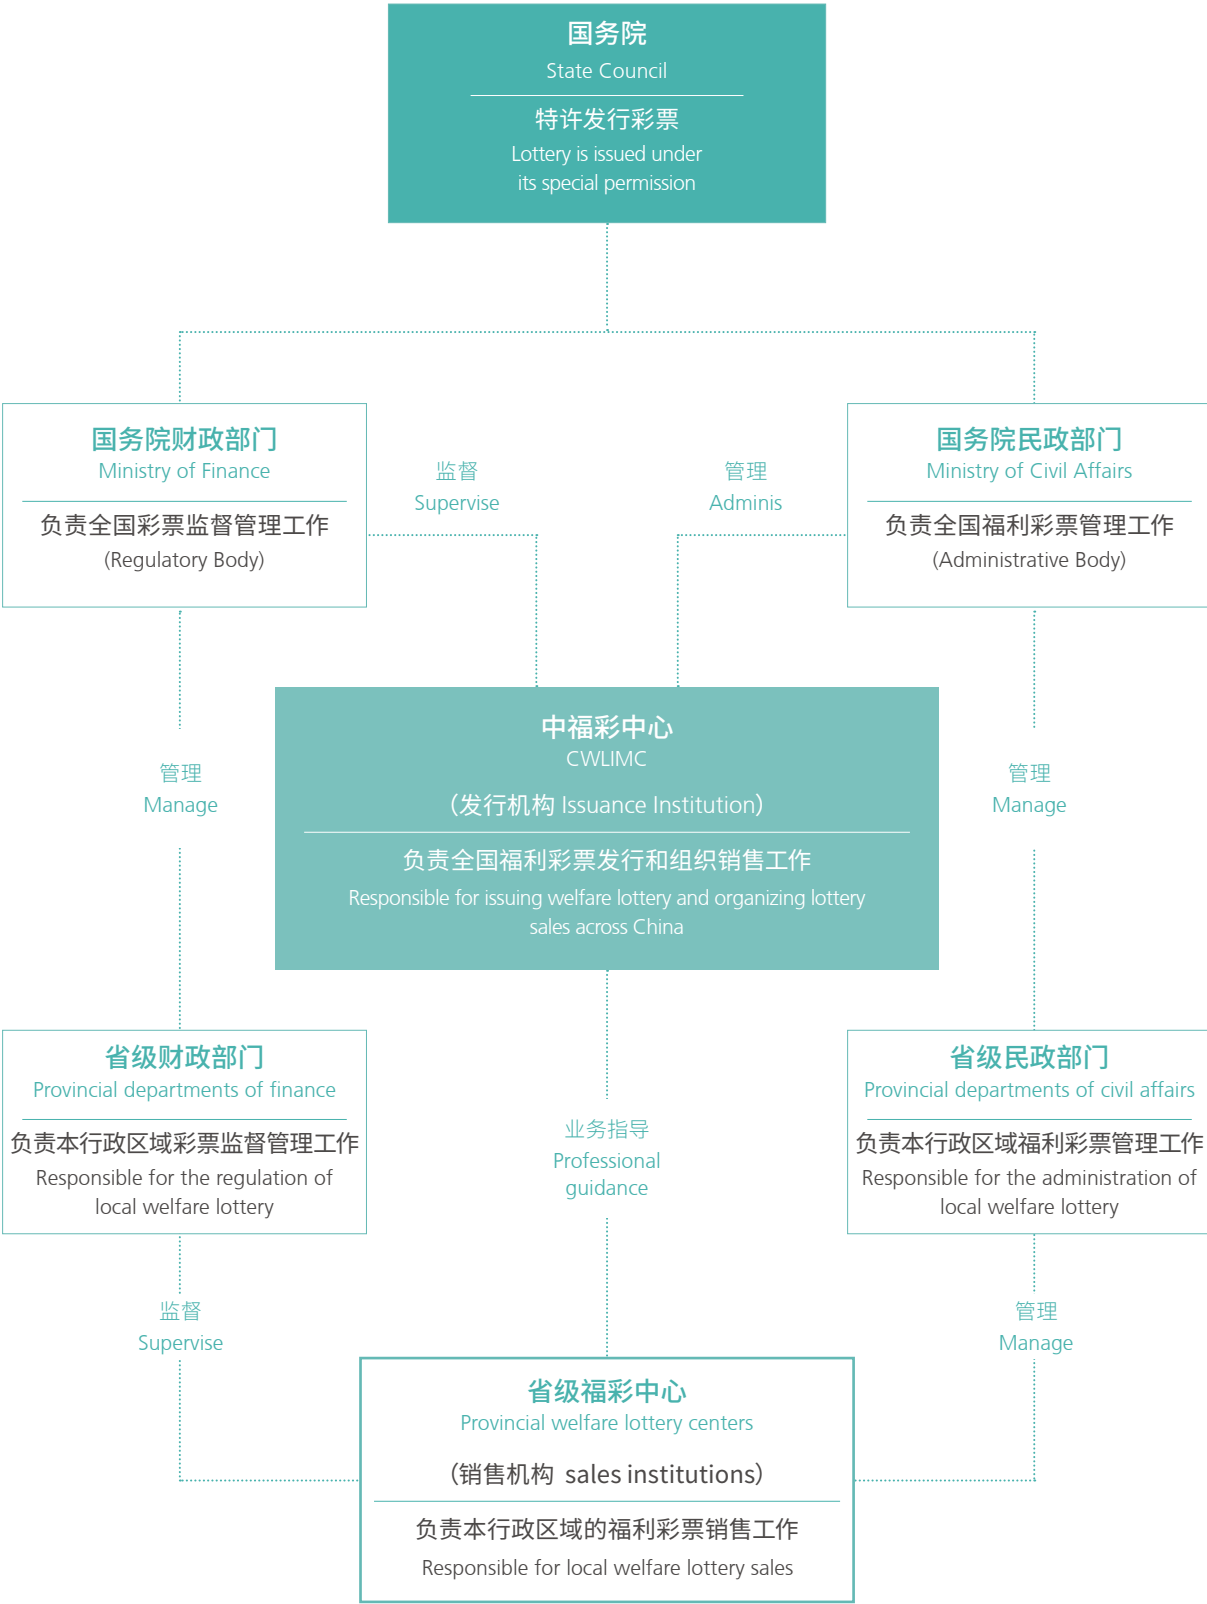 国务院
State Council
特许发行彩票
Lottery is issued under
its special permission
国务院财政部门
Ministry of Finance
负责全国彩票监督管理工作
(Regulatory Body)
监督
Supervise
管理
Adminis
国务院民政部门
Ministry of Civil Affairs
负责全国福利彩票管理工作
(Administrative Body)
管理
Manage
中福彩中心
CWLIMC
（发行机构 Issuance Institution）
负责全国福利彩票发行和组织销售工作
Responsible for issuing welfare lottery and organizing lottery
sales across China
管理
Manage
省级财政部门
Provincial departments of finance
负责本行政区域彩票监督管理工作
Responsible for the regulation of
local welfare lottery
业务指导
Professional
guidance
省级民政部门
Provincial departments of civil affairs
负责本行政区域福利彩票管理工作
Responsible for the administration of
local welfare lottery
监督
Supervise
管理
Manage
省级福彩中心
Provincial welfare lottery centers
（销售机构 sales institutions）
负责本行政区域的福利彩票销售工作
Responsible for local welfare lottery sales